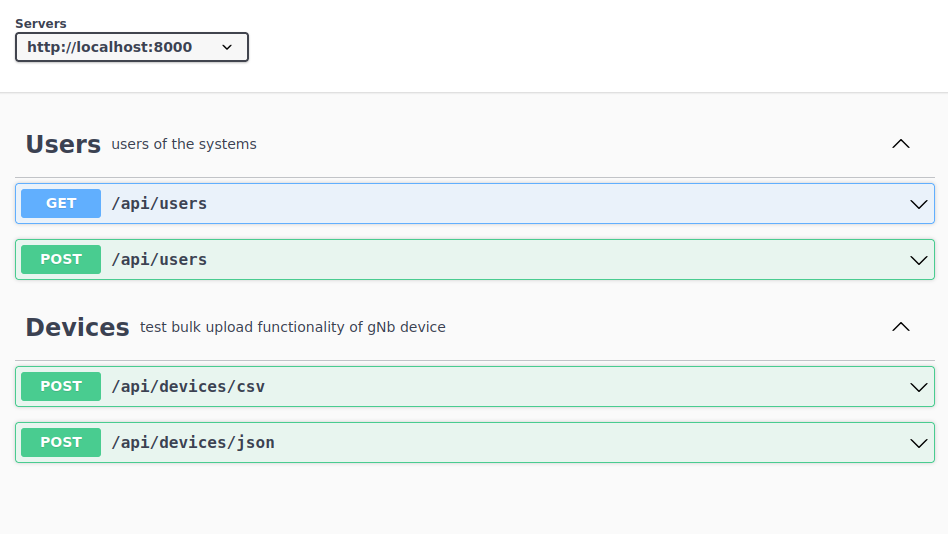 Servers
http://localhost:8000
Users users of the systems
GET /api/users
POST /api/users
Devices test bulk upload functionality of gNb device
POST /api/devices/csv
POST /api/devices/json